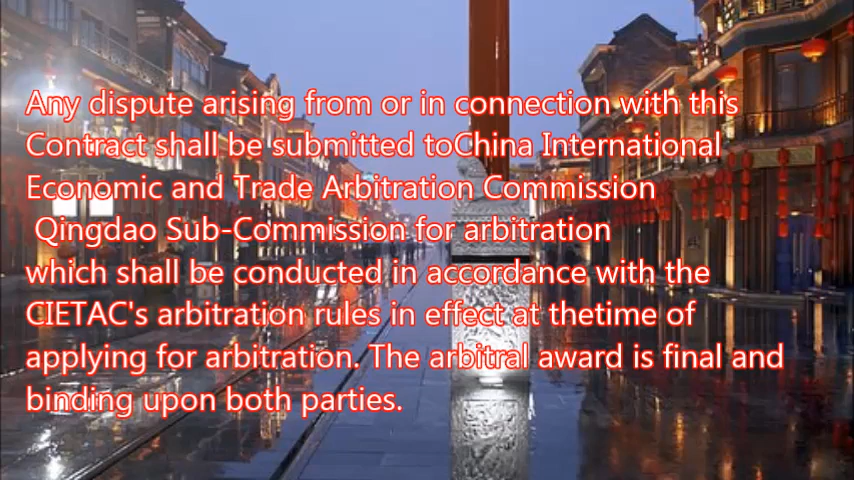 Any dispute arising from or in connection with this
Contract shall be submitted toChina International
Economic and Trade Arbitration Commission
Qingdao Sub-Commission for arbitration
which shall be conducted in accordance with the
CIETAC's arbitration rules in effect at thetime of
applying for arbitration. The arbitral award is final and
binding upon both parties.